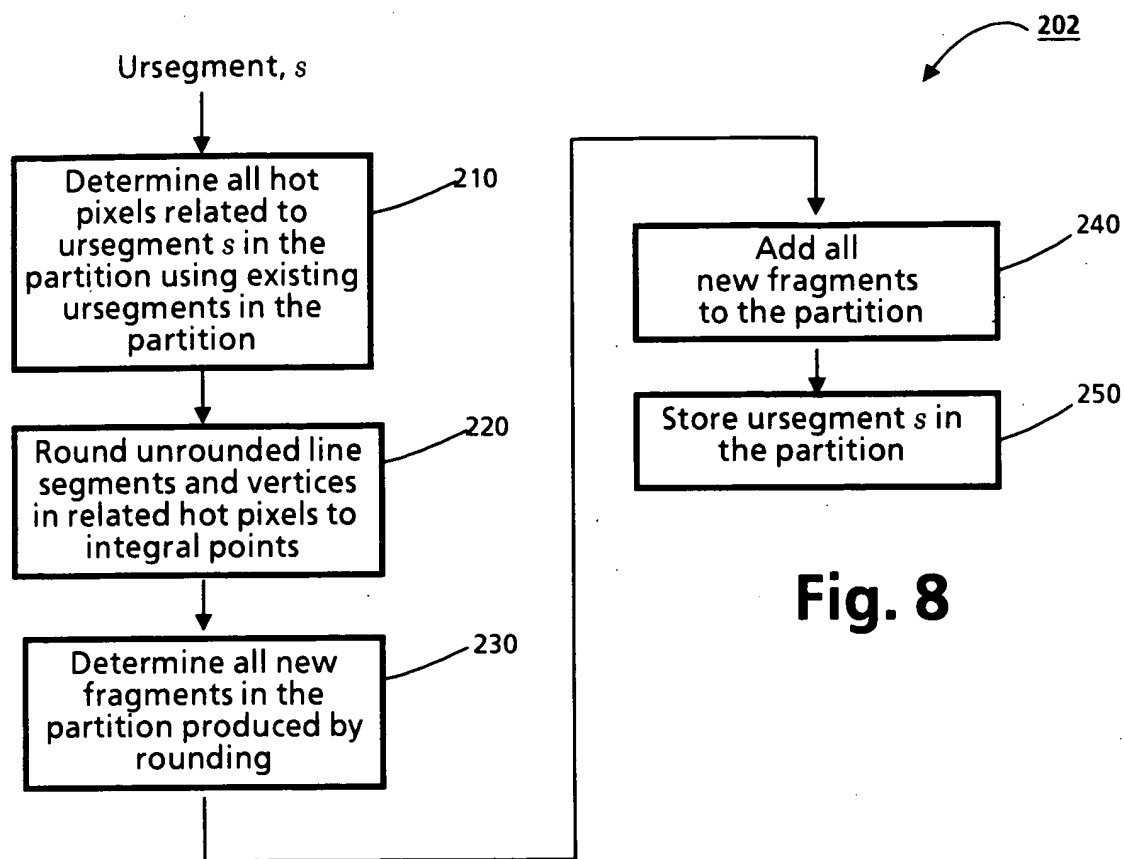 202
Ursegment, s
Determine all hot
pixels related to
ursegment s in the
partition using existing
ursegments in the
partition
210
Round unrounded line
segments and vertices
in related hot pixels to
integral points
220
Determine all new
fragments in the
partition produced by
rounding
230
Add all
new fragments
to the partition
240
Store ursegment s in
the partition
250
Fig. 8